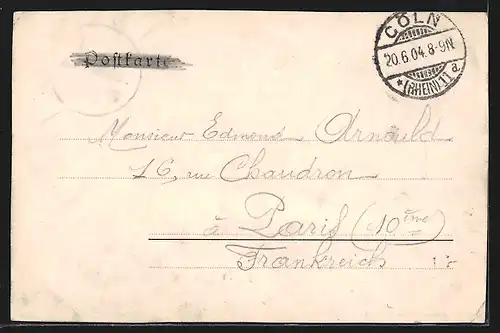 Postkarte
CÖLN
20.6.04.8-9N.
* (RHEIN) 1 a.
Monsieur Edmond Arnould
16, rue Chaudron
à Paris (10ème)
Frankreich